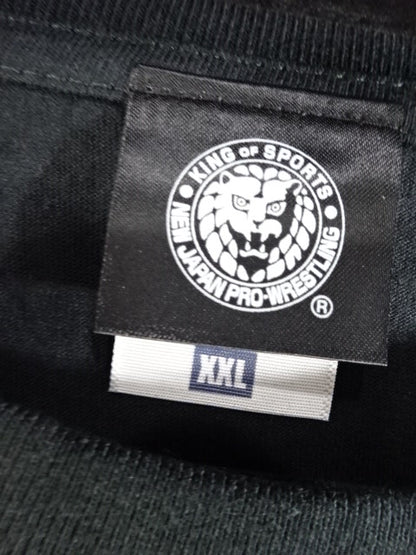 KING OF SPORTS
NEW JAPAN PRO-WRESTLING
®
XXL